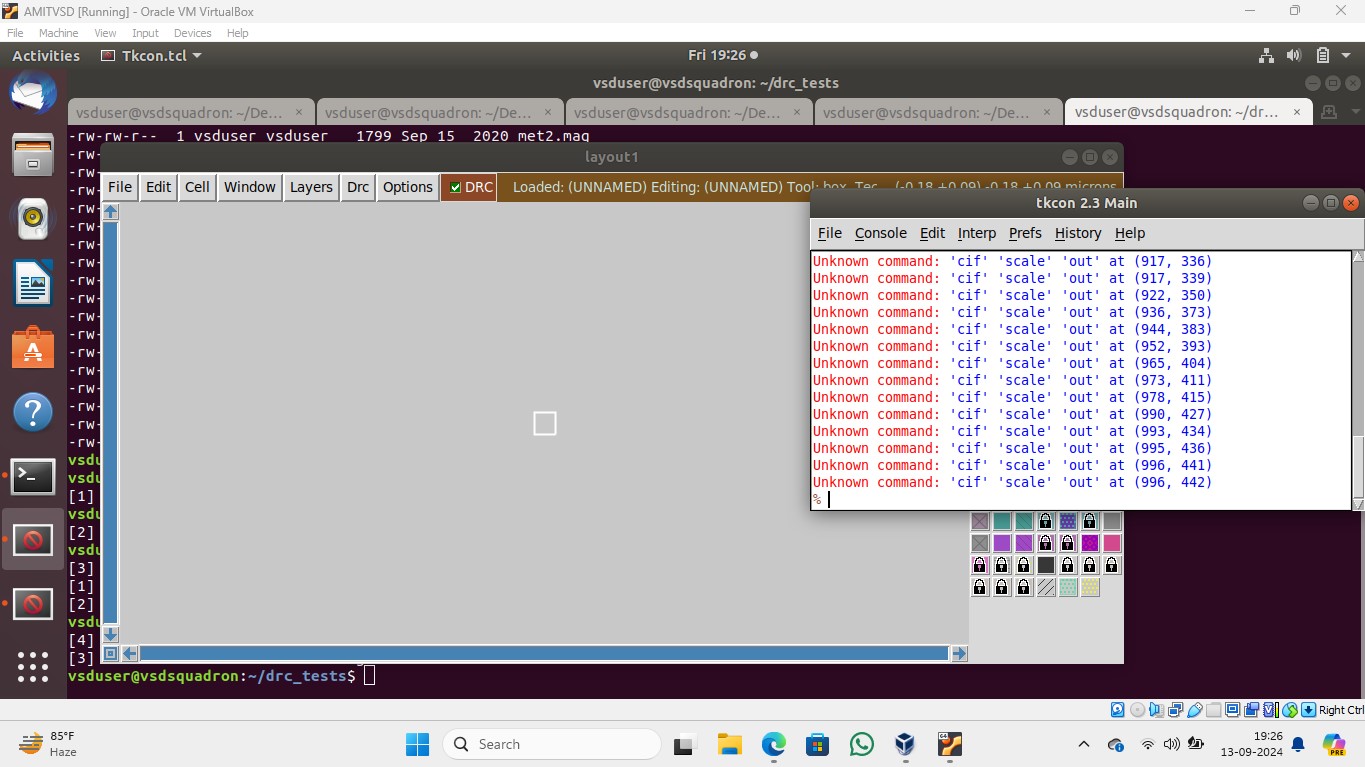 AMITVSD [Running] - Oracle VM VirtualBox
File Machine View Input Devices Help
Activities Tkcon.tcl Fri 19:26
vsduser@vsdsquadron: ~/drc_tests
vsduser@vsdsquadron: ~/De... × vsduser@vsdsquadron: ~/De... × vsduser@vsdsquadron: ~/De... × vsduser@vsdsquadron: ~/De... × vsduser@vsdsquadron: ~/dr... ×
-rw-rw-r-- 1 vsduser vsduser 1799 Sep 15 2020 met2.mag
-rw-
layout1
-rw-
File Edit Cell Window Layers Drc Options DRC Loaded: (UNNAMED) Editing: (UNNAMED) Tool: box Tec... (-0.18 +0.09) -0.18 +0.09 microns
-rw-
tkcon 2.3 Main
File Console Edit Interp Prefs History Help
Unknown command: 'cif' 'scale' 'out' at (917, 336)
Unknown command: 'cif' 'scale' 'out' at (917, 339)
Unknown command: 'cif' 'scale' 'out' at (922, 350)
Unknown command: 'cif' 'scale' 'out' at (936, 373)
Unknown command: 'cif' 'scale' 'out' at (944, 383)
Unknown command: 'cif' 'scale' 'out' at (952, 393)
Unknown command: 'cif' 'scale' 'out' at (965, 404)
Unknown command: 'cif' 'scale' 'out' at (973, 411)
Unknown command: 'cif' 'scale' 'out' at (978, 415)
Unknown command: 'cif' 'scale' 'out' at (990, 427)
Unknown command: 'cif' 'scale' 'out' at (993, 434)
Unknown command: 'cif' 'scale' 'out' at (995, 436)
Unknown command: 'cif' 'scale' 'out' at (996, 441)
Unknown command: 'cif' 'scale' 'out' at (996, 442)
%
-rw-
-rw-
-rw-
-rw-
-rw-
-rw-
-rw-
-rw-
-rw-
-rw-
-rw-
-rw-
-rw-
-rw-
vsdu
vsdu
[1]
vsdu
[2]
vsdu
[3]
[1]
[2]
vsdu
[4]
[3]
vsduser@vsdsquadron:~/drc_tests$
Right Ctrl
85°F
Haze
Search
19:26
13-09-2024
PRE